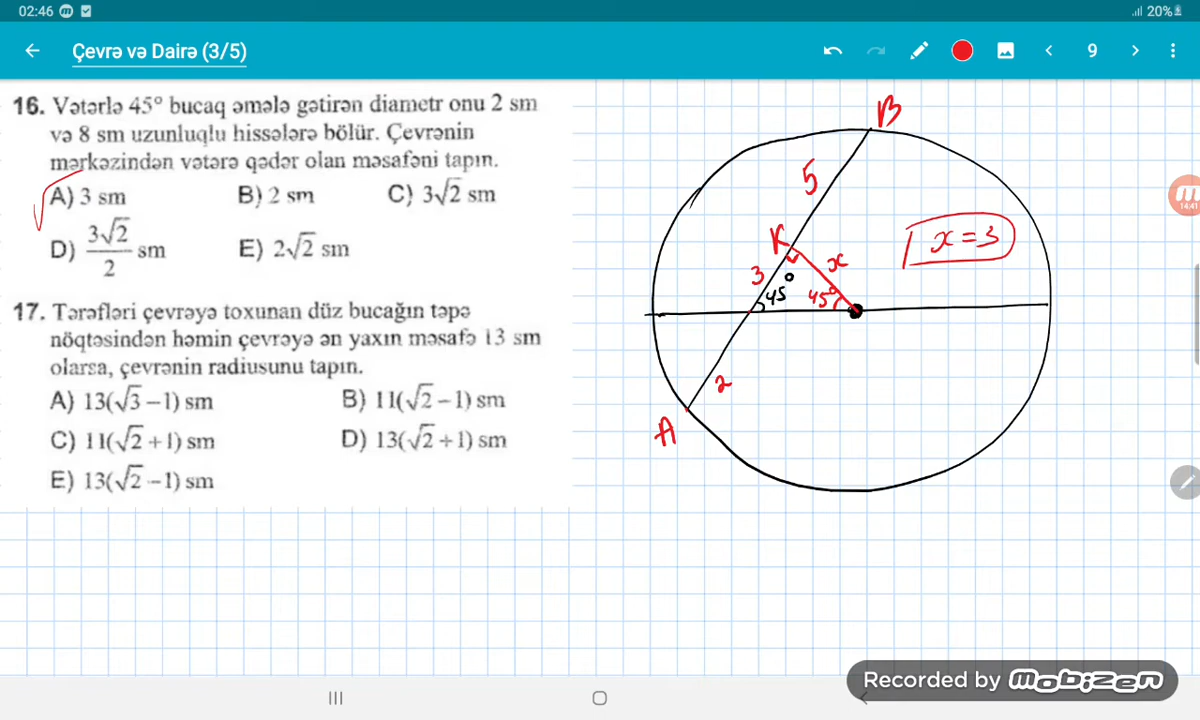 02:46
20%
Çevrə və Dairə (3/5)
9
16. Vətərlə 45° bucaq əmələ gətirən diametr onu 2 sm
və 8 sm uzunluqlu hissələrə bölür. Çevrənin
mərkəzindən vətərə qədər olan məsafəni tapın.
A) 3 sm B) 2 sm C) 3√2 sm
D) 3√2/2 sm E) 2√2 sm
17. Tərəfləri çevrəyə toxunan düz bucağın təpə
nöqtəsindən həmin çevrəyə ən yaxın məsafə 13 sm
olarsa, çevrənin radiusunu tapın.
A) 13(√3−1) sm B) 11(√2−1) sm
C) 11(√2+1) sm D) 13(√2+1) sm
E) 13(√2−1) sm
B
5
K
x
x=3
3
45°
45°
2
A
14:41
Recorded by mobizen